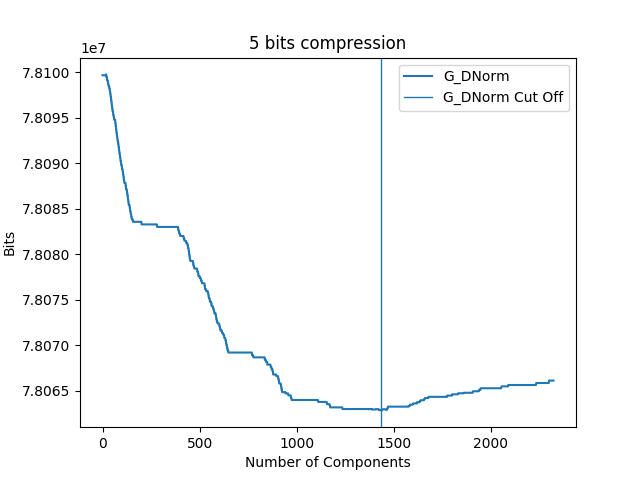 5 bits compression
1e7
7.8100
7.8095
7.8090
7.8085
7.8080
7.8075
7.8070
7.8065
Bits
G_DNorm
G_DNorm Cut Off
0 500 1000 1500 2000
Number of Components